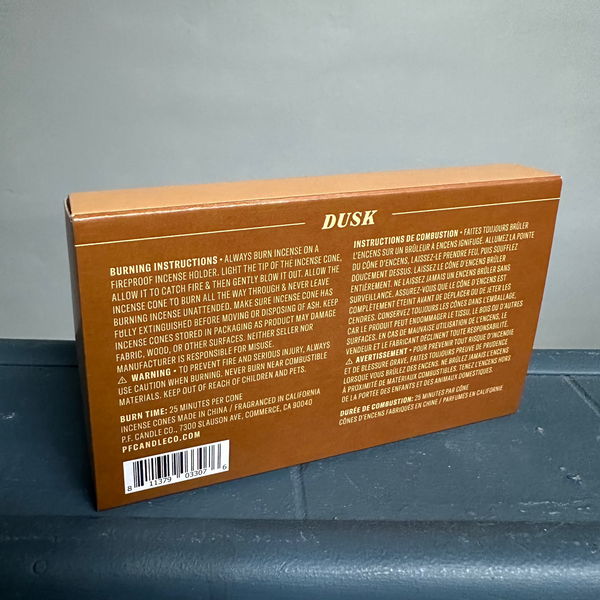 DUSK
BURNING INSTRUCTIONS • ALWAYS BURN INCENSE ON A
FIREPROOF INCENSE HOLDER. LIGHT THE TIP OF THE INCENSE CONE,
ALLOW IT TO CATCH FIRE & THEN GENTLY BLOW IT OUT. ALLOW THE
INCENSE CONE TO BURN ALL THE WAY THROUGH & NEVER LEAVE
BURNING INCENSE UNATTENDED. MAKE SURE INCENSE CONE HAS
FULLY EXTINGUISHED BEFORE MOVING OR DISPOSING OF ASH. KEEP
INCENSE CONES STORED IN PACKAGING AS PRODUCT MAY DAMAGE
FABRIC, WOOD, OR OTHER SURFACES. NEITHER SELLER NOR
MANUFACTURER IS RESPONSIBLE FOR MISUSE.
⚠ WARNING • TO PREVENT FIRE AND SERIOUS INJURY, ALWAYS
USE CAUTION WHEN BURNING. NEVER BURN NEAR COMBUSTIBLE
MATERIALS. KEEP OUT OF REACH OF CHILDREN AND PETS.
BURN TIME: 25 MINUTES PER CONE
INCENSE CONES MADE IN CHINA / FRAGRANCED IN CALIFORNIA
P.F. CANDLE CO., 7300 SLAUSON AVE, COMMERCE, CA 90040
PFCANDLECO.COM
8 11379 03307 6
INSTRUCTIONS DE COMBUSTION • FAITES TOUJOURS BRÛLER
L'ENCENS SUR UN BRÛLEUR À ENCENS IGNIFUGÉ. ALLUMEZ LA POINTE
DU CÔNE D'ENCENS, LAISSEZ-LE PRENDRE FEU, PUIS SOUFFLEZ
DOUCEMENT DESSUS. LAISSEZ LE CÔNE D'ENCENS BRÛLER
ENTIÈREMENT. NE LAISSEZ JAMAIS UN ENCENS BRÛLER SANS
SURVEILLANCE. ASSUREZ-VOUS QUE LE CÔNE D'ENCENS EST
COMPLÈTEMENT ÉTEINT AVANT DE DÉPLACER OU DE JETER LES
CENDRES. CONSERVEZ TOUJOURS LES CÔNES DANS L'EMBALLAGE,
CAR LE PRODUIT PEUT ENDOMMAGER LE TISSU, LE BOIS OU D'AUTRES
SURFACES. EN CAS DE MAUVAISE UTILISATION DE L'ENCENS, LE
VENDEUR ET LE FABRICANT DÉCLINENT TOUTE RESPONSABILITÉ.
⚠ AVERTISSEMENT • POUR PRÉVENIR TOUT RISQUE D'INCENDIE
ET DE BLESSURE GRAVE, FAITES TOUJOURS PREUVE DE PRUDENCE
LORSQUE VOUS BRÛLEZ DES ENCENS. NE BRÛLEZ JAMAIS L'ENCENS
À PROXIMITÉ DE MATÉRIAUX COMBUSTIBLES. TENEZ L'ENCENS HORS
DE LA PORTÉE DES ENFANTS ET DES ANIMAUX DOMESTIQUES.
DURÉE DE COMBUSTION: 25 MINUTES PAR CÔNE
CÔNES D'ENCENS FABRIQUÉS EN CHINE / PARFUMÉS EN CALIFORNIE